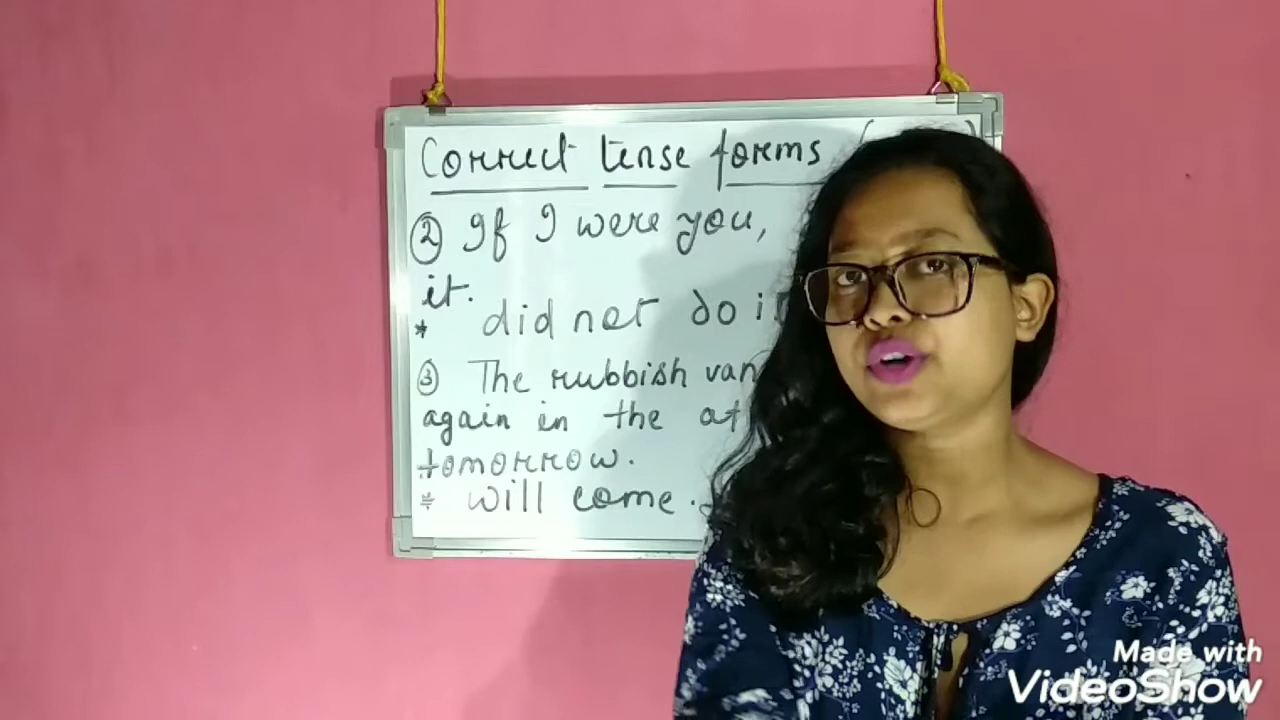 Correct tense forms (
② If I were you,
it.
* did not do it
③ The rubbish van
again in the
tomorrow.
* will come.
Made with
VideoShow